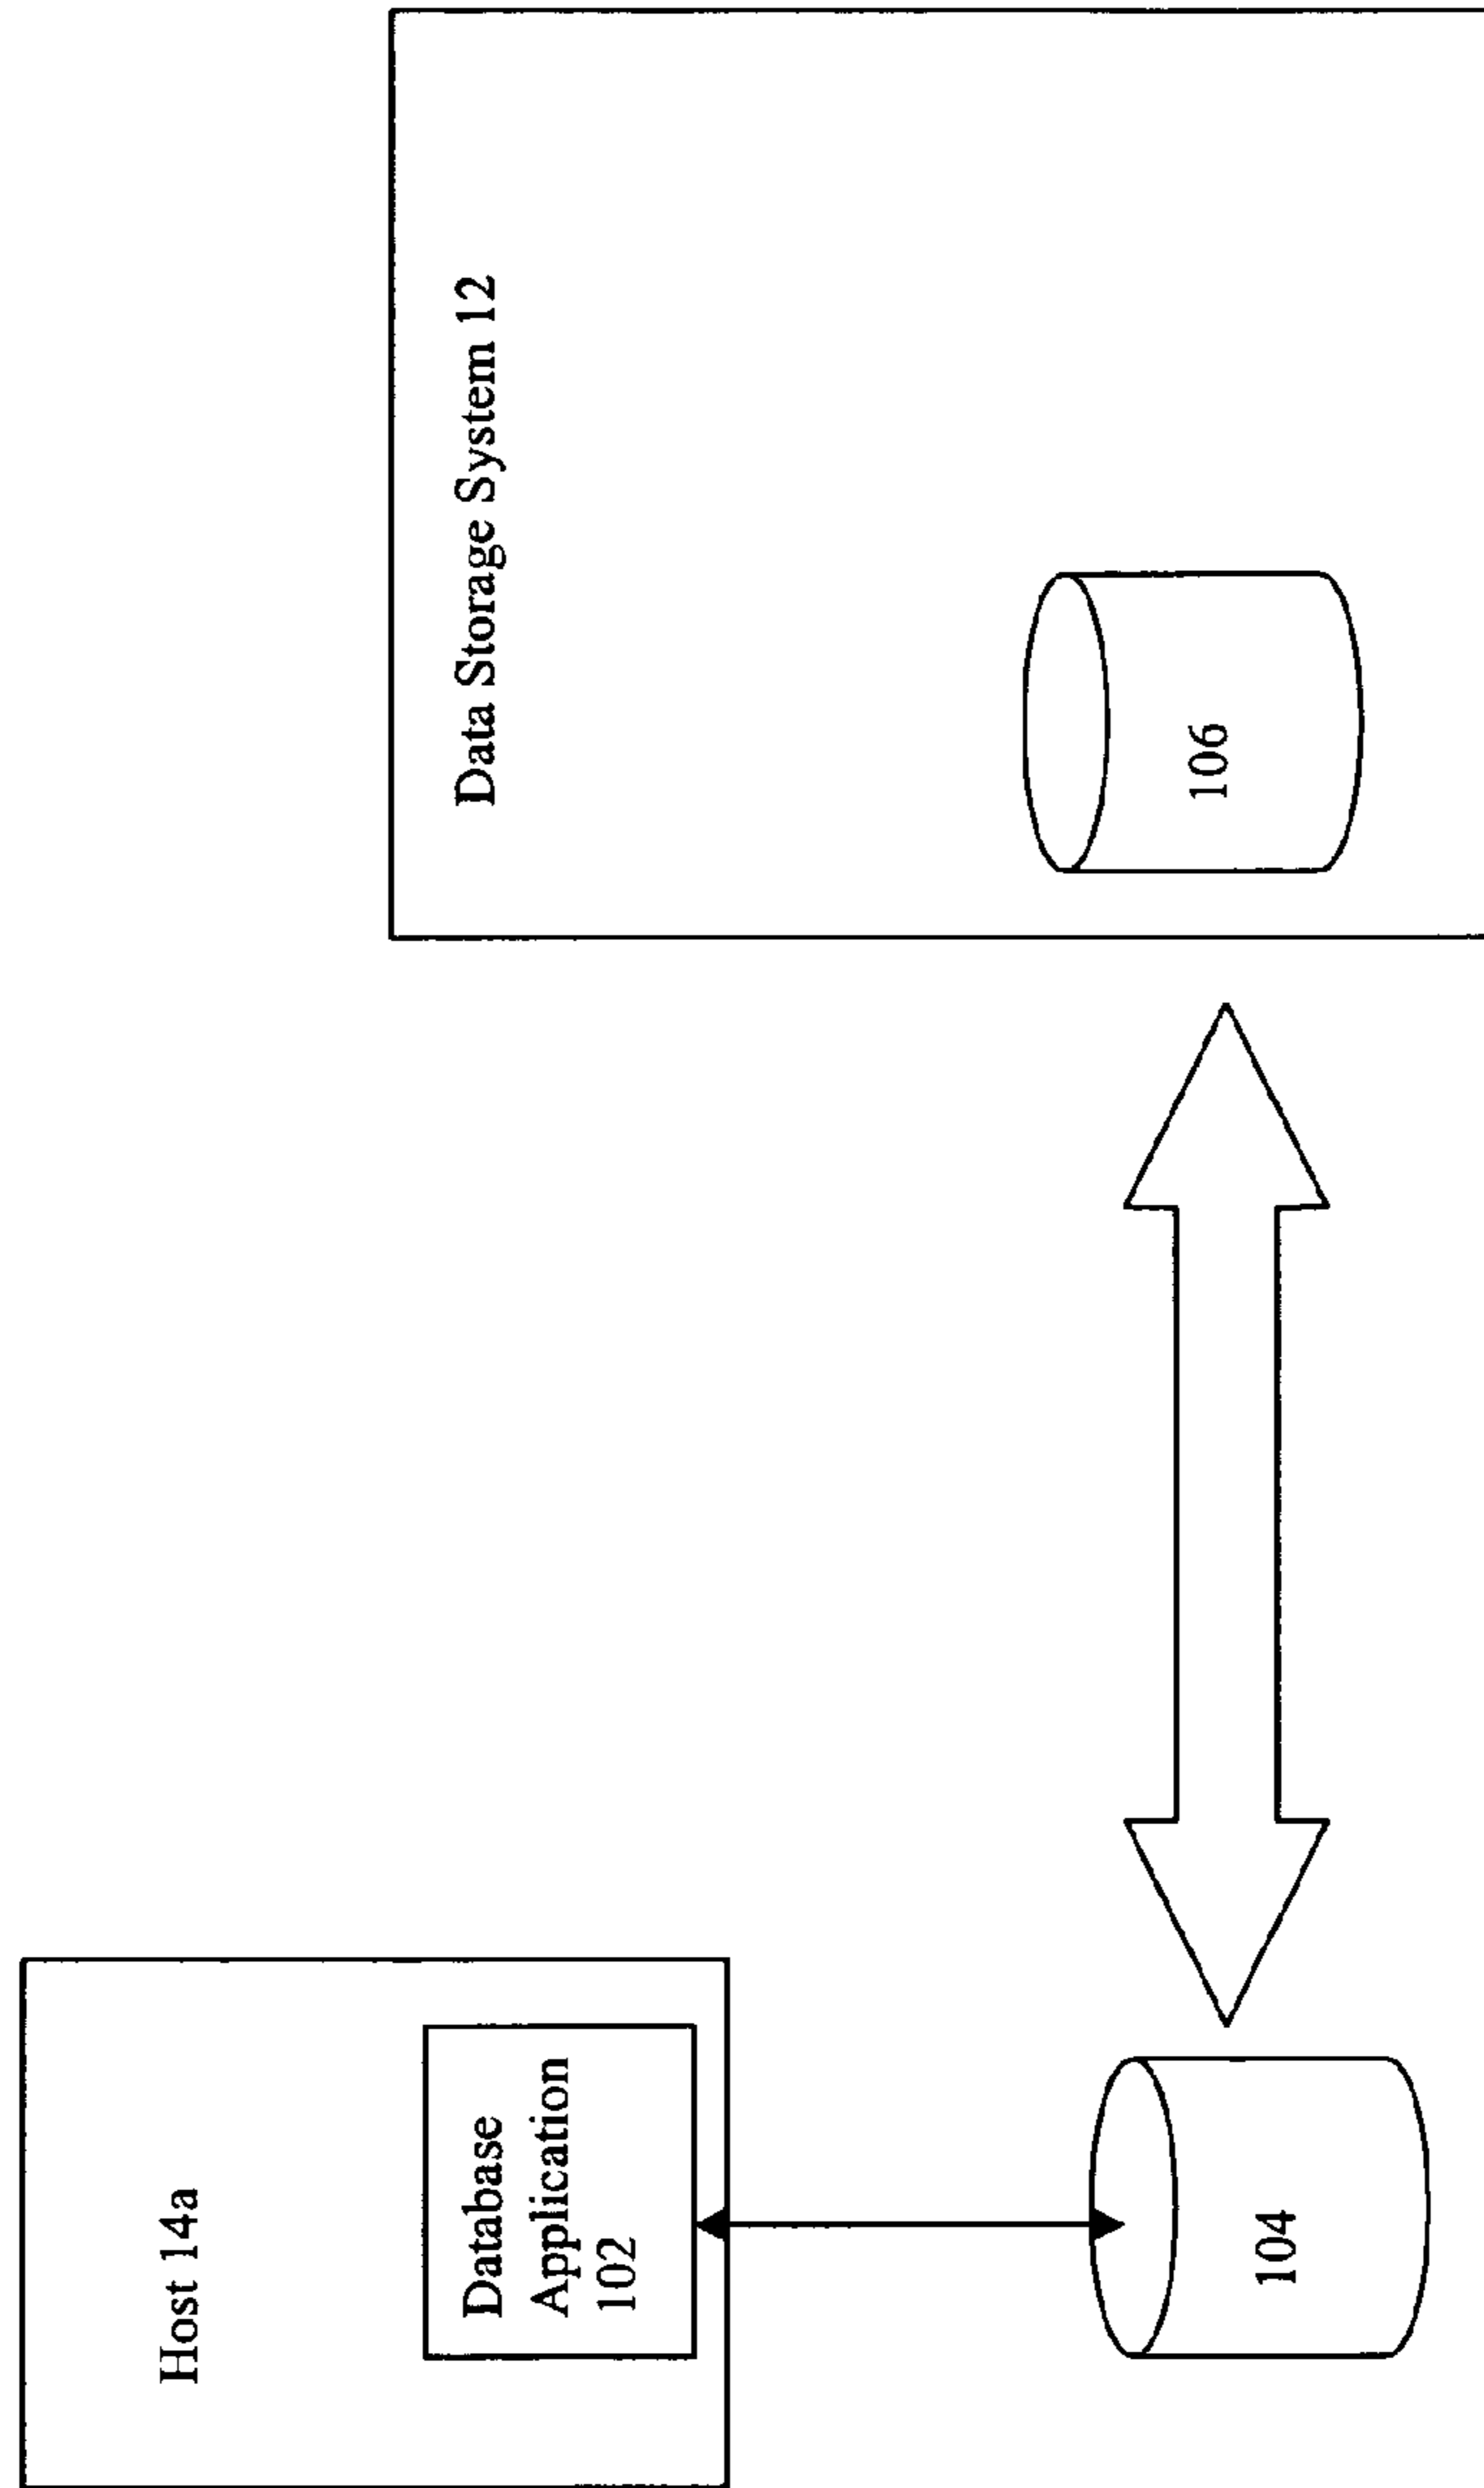 Host 14a
Database
Application
102
104
Data Storage System 12
106